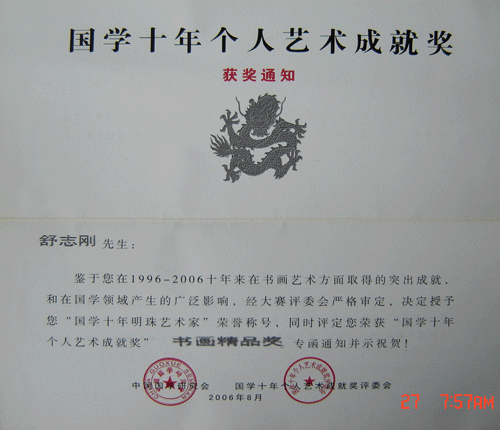 国学十年个人艺术成就奖
获奖通知
舒志刚 先生：
鉴于您在1996-2006十年来在书画艺术方面取得的突出成就，
和在国学领域产生的广泛影响，经大赛评委会严格审定，决定授予
您“国学十年明珠艺术家”荣誉称号，同时评定您荣获“国学十年
个人艺术成就奖” 书画精品奖 专函通知并示祝贺！
中国国学研究会 国学十年个人艺术成就奖评委会
2006年8月
27 7:57AM